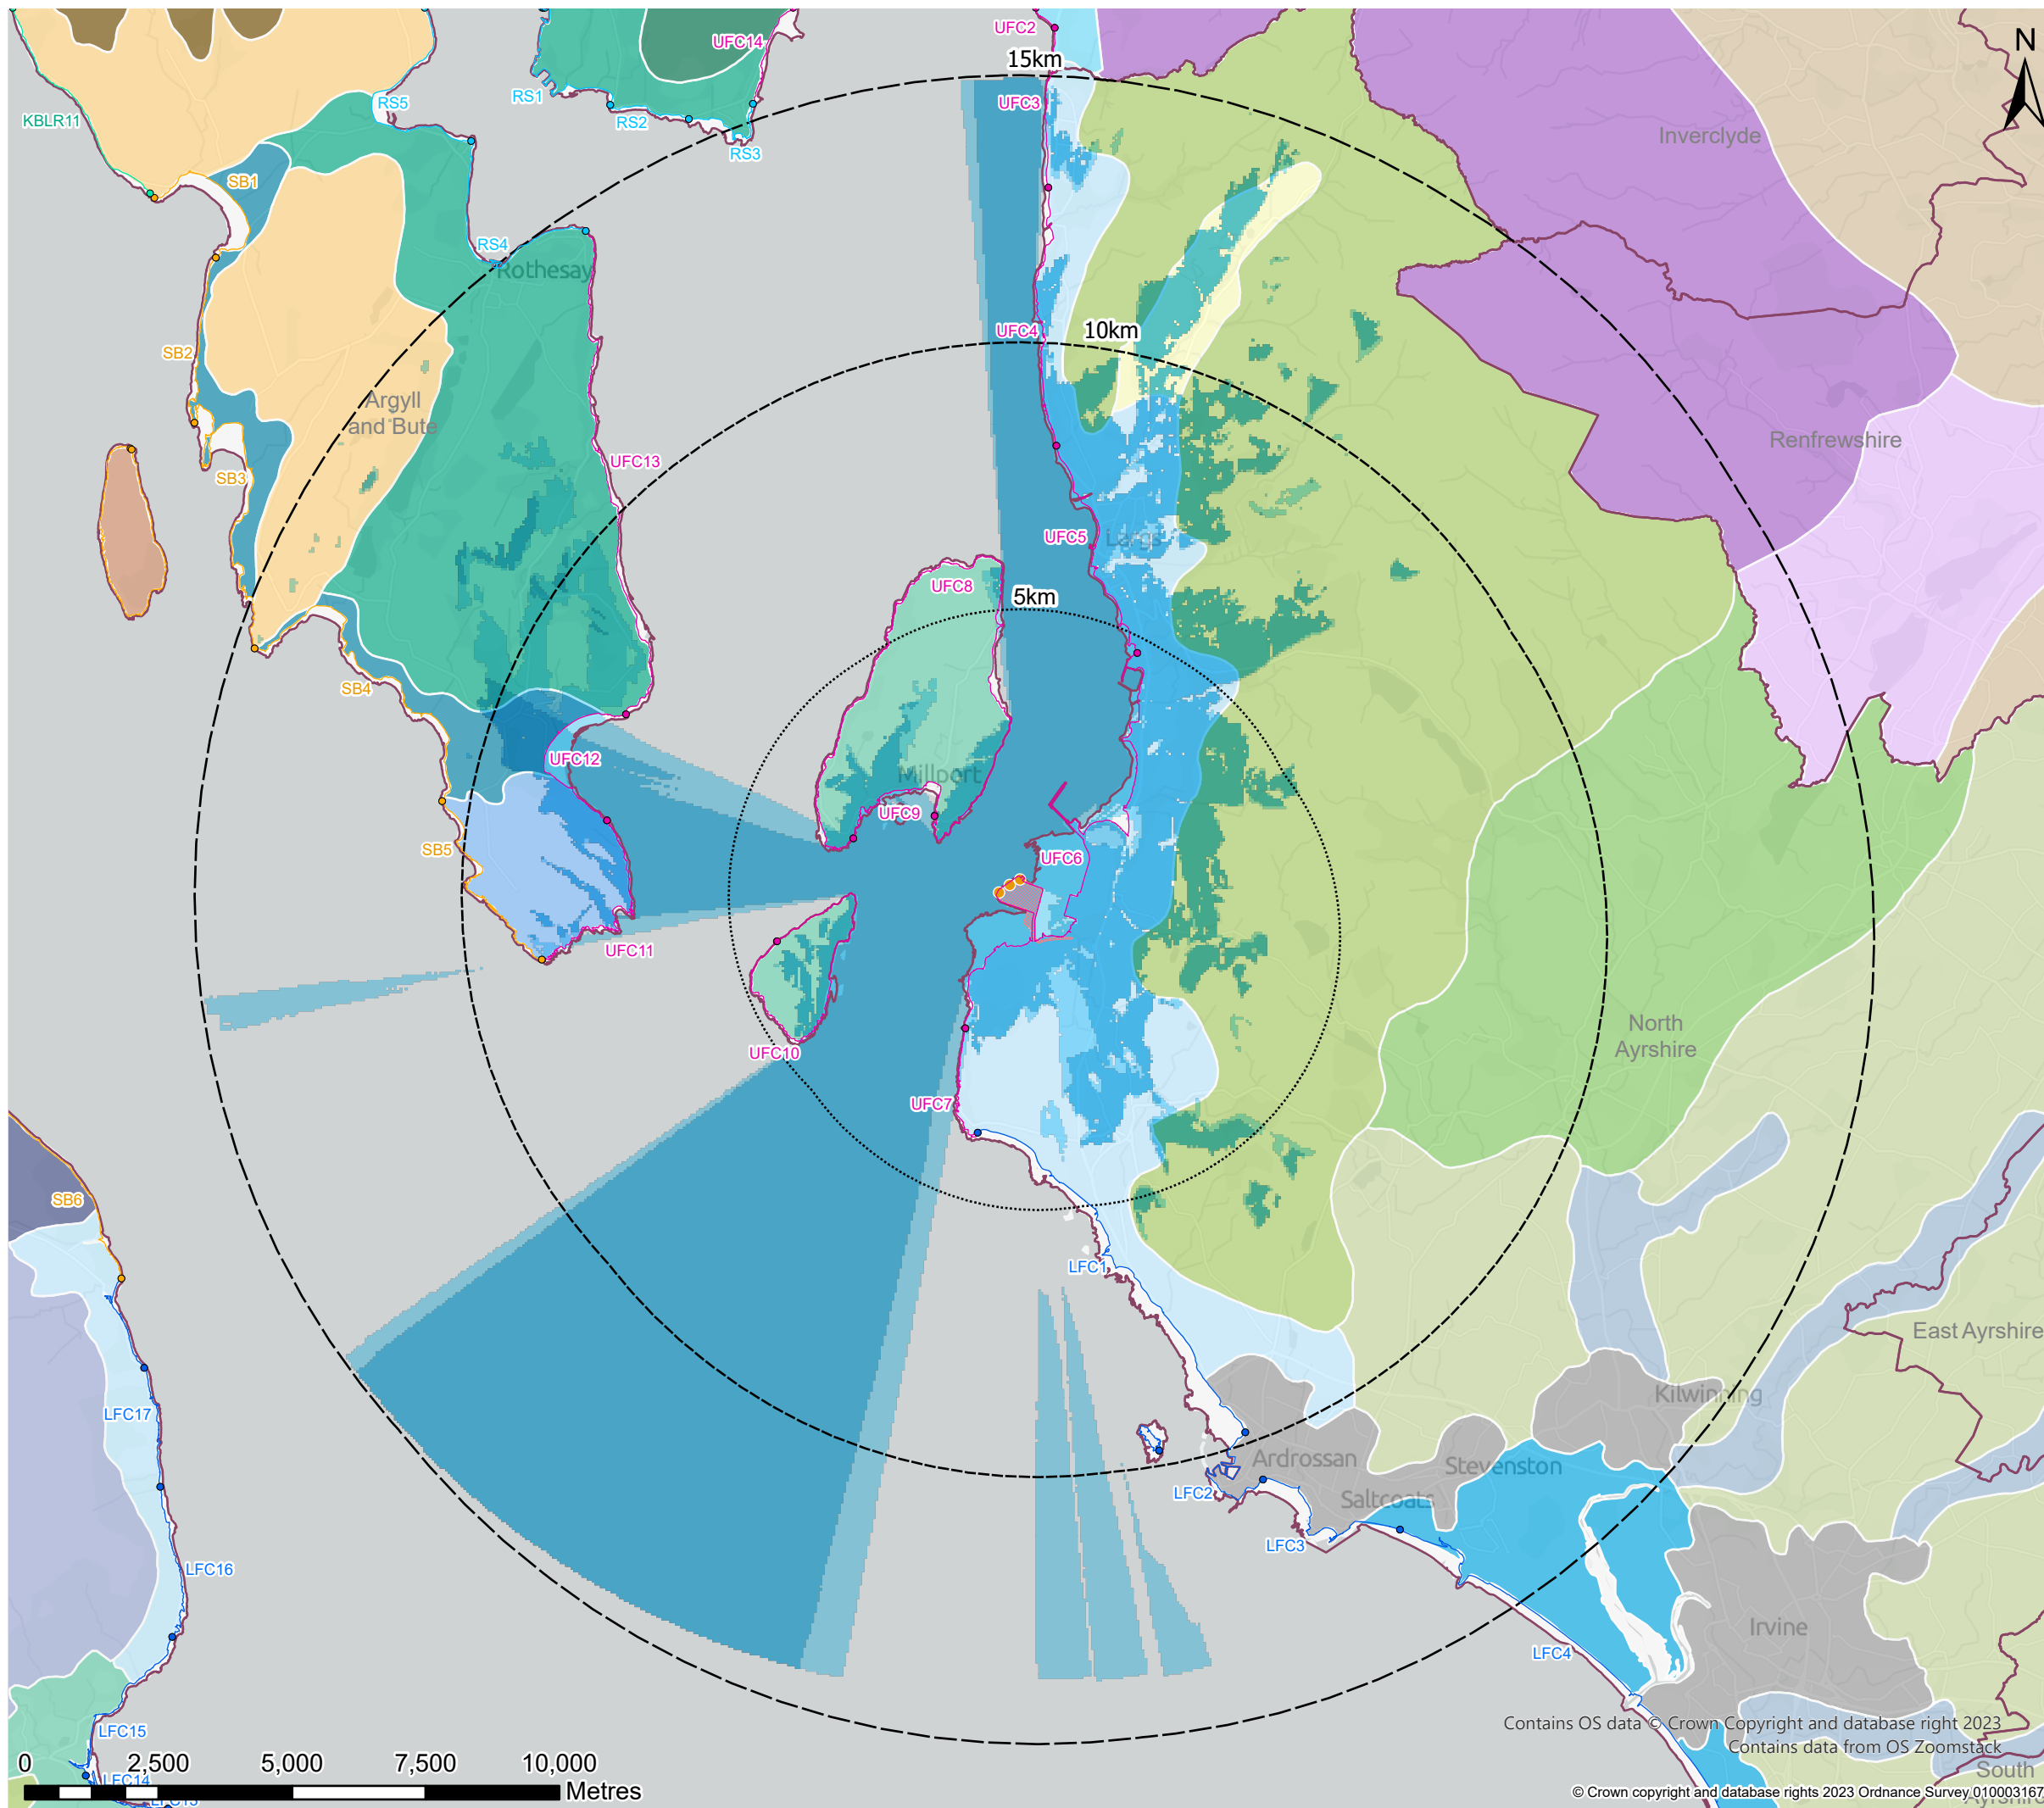 UFC2
UFC14
N
15km
RS5
RS1
UFC3
KBLR11
RS2
Inverclyde
RS3
SB1
RS4
Rothesay
UFC4
10km
SB2
Argyll
and Bute
Renfrewshire
UFC13
SB3
UFC5
Largs
UFC8
5km
SB4
UFC12
Millport
UFC9
SB5
UFC6
UFC11
North
Ayrshire
UFC10
UFC7
SB6
LFC1
East Ayrshire
Kilwinning
LFC17
Ardrossan
Stevenston
LFC2
Saltcoats
LFC3
LFC16
Irvine
LFC4
Contains OS data © Crown Copyright and database right 2023
LFC15
Contains data from OS Zoomstack
0 2,500 5,000 7,500 10,000
South
LFC14
Metres
© Crown copyright and database rights 2023 Ordnance Survey 010003167
LFC13
Ayrshire